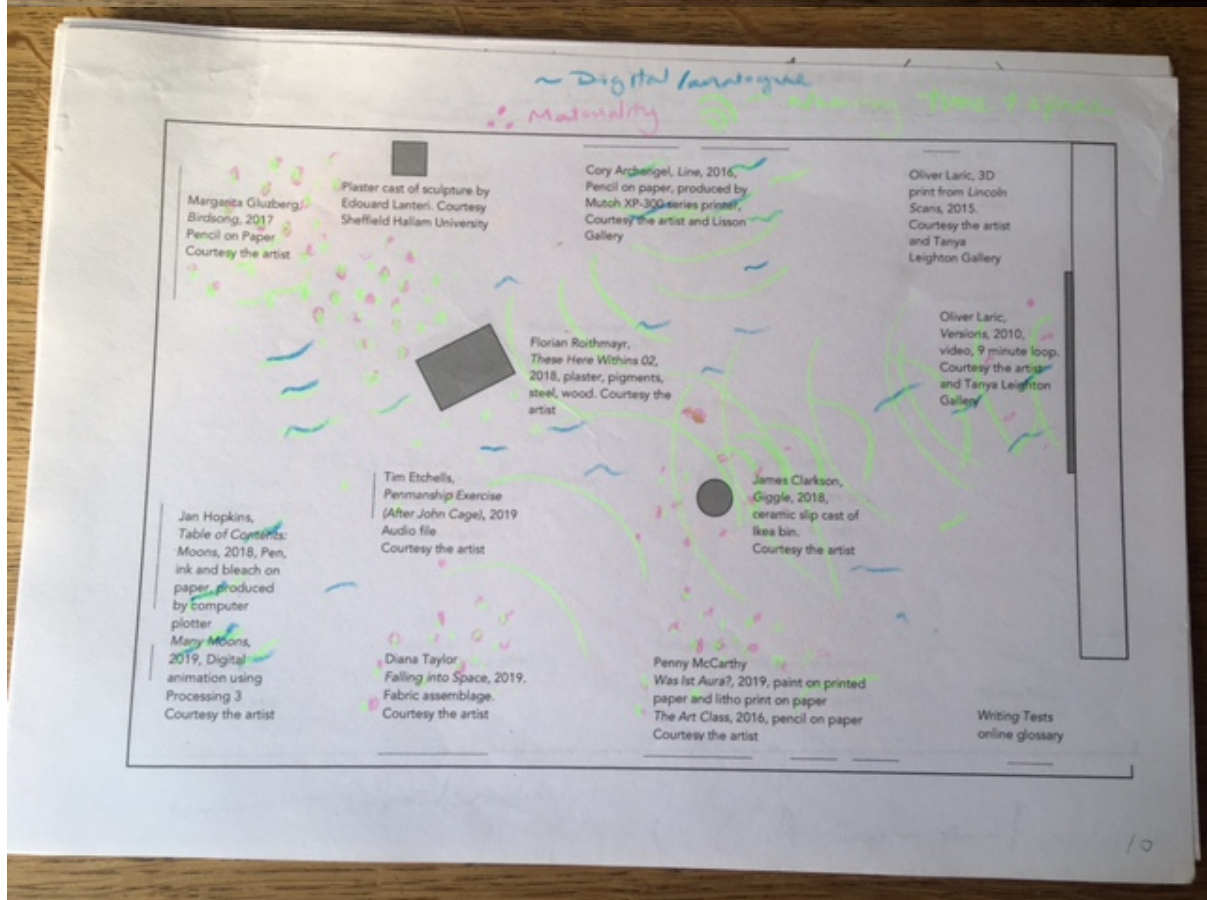 ~ Digital/analogue
Materiality
Margarita Gluzberg,
Birdsong, 2017
Pencil on Paper
Courtesy the artist
Plaster cast of sculpture by
Edouard Lanteri. Courtesy
Sheffield Hallam University
Cory Archangel, Line, 2016,
Pencil on paper, produced by
Mutoh XP-300 series printer,
Courtesy the artist and Lisson
Gallery
Oliver Laric, 3D
print from Lincoln
Scans, 2015.
Courtesy the artist
and Tanya
Leighton Gallery
Oliver Laric,
Versions, 2010,
video, 9 minute loop.
Courtesy the artist
and Tanya Leighton
Gallery
Florian Roithmayr,
These Here Withins 02,
2018, plaster, pigments,
steel, wood. Courtesy the
artist
Tim Etchells,
Penmanship Exercise
(After John Cage), 2019
Audio file
Courtesy the artist
James Clarkson,
Giggle, 2018,
ceramic slip cast of
Ikea bin.
Courtesy the artist
Jan Hopkins,
Table of Contents:
Moons, 2018, Pen,
ink and bleach on
paper, produced
by computer
plotter
Many Moons,
2019, Digital
animation using
Processing 3
Courtesy the artist
Diana Taylor
Falling into Space, 2019.
Fabric assemblage.
Courtesy the artist
Penny McCarthy
Was Ist Aura?, 2019, paint on printed
paper and litho print on paper
The Art Class, 2016, pencil on paper
Courtesy the artist
Writing Tests
online glossary
10